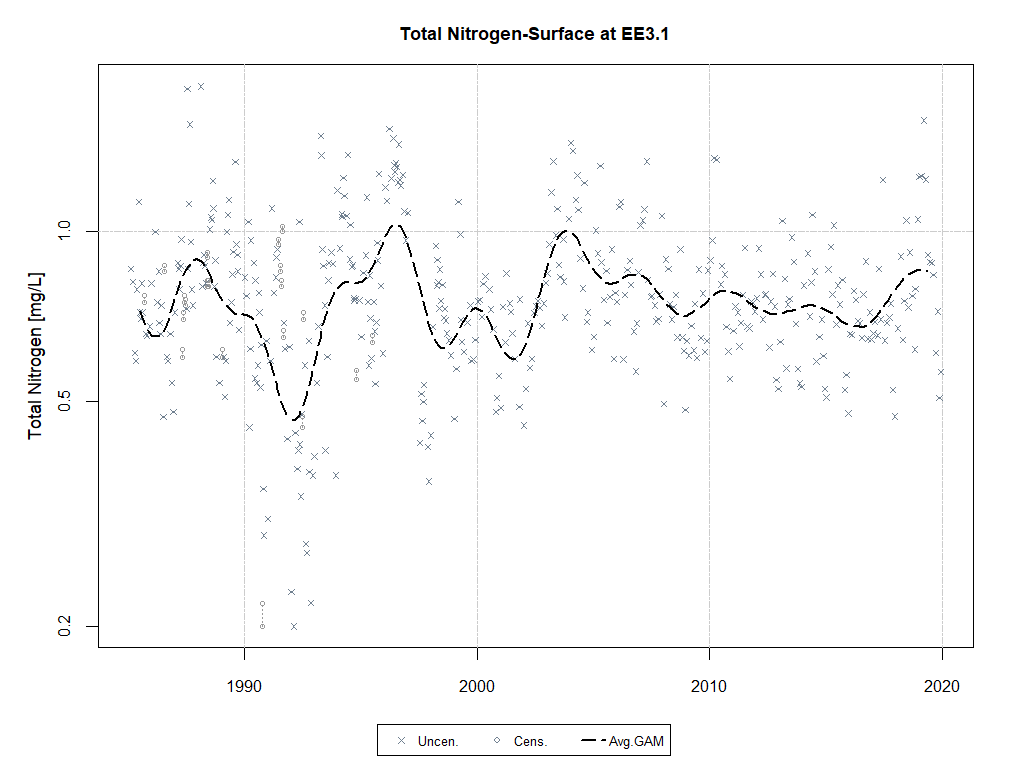 Total Nitrogen-Surface at EE3.1
Total Nitrogen [mg/L]
1.0
0.5
0.2
1990 2000 2010 2020
Uncen. Cens. Avg.GAM